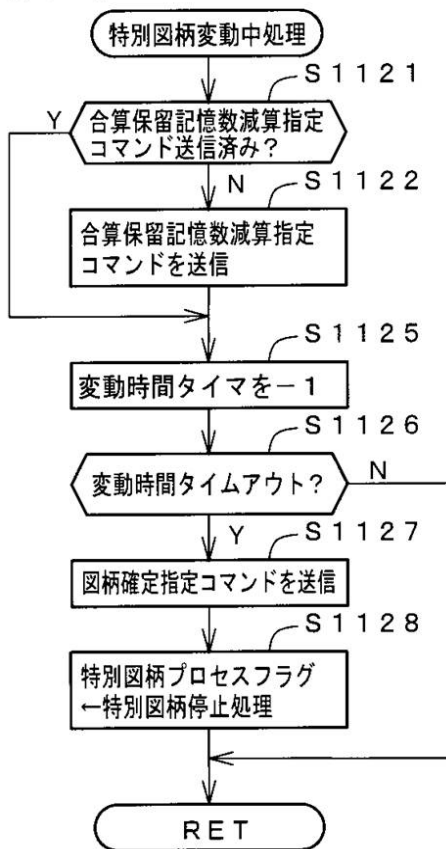 特別図柄変動中処理
S1121
Y
合算保留記憶数減算指定
コマンド送信済み?
N
S1122
合算保留記憶数減算指定
コマンドを送信
S1125
変動時間タイマを-1
S1126
変動時間タイムアウト?
N
Y
S1127
図柄確定指定コマンドを送信
S1128
特別図柄プロセスフラグ
←特別図柄停止処理
RET